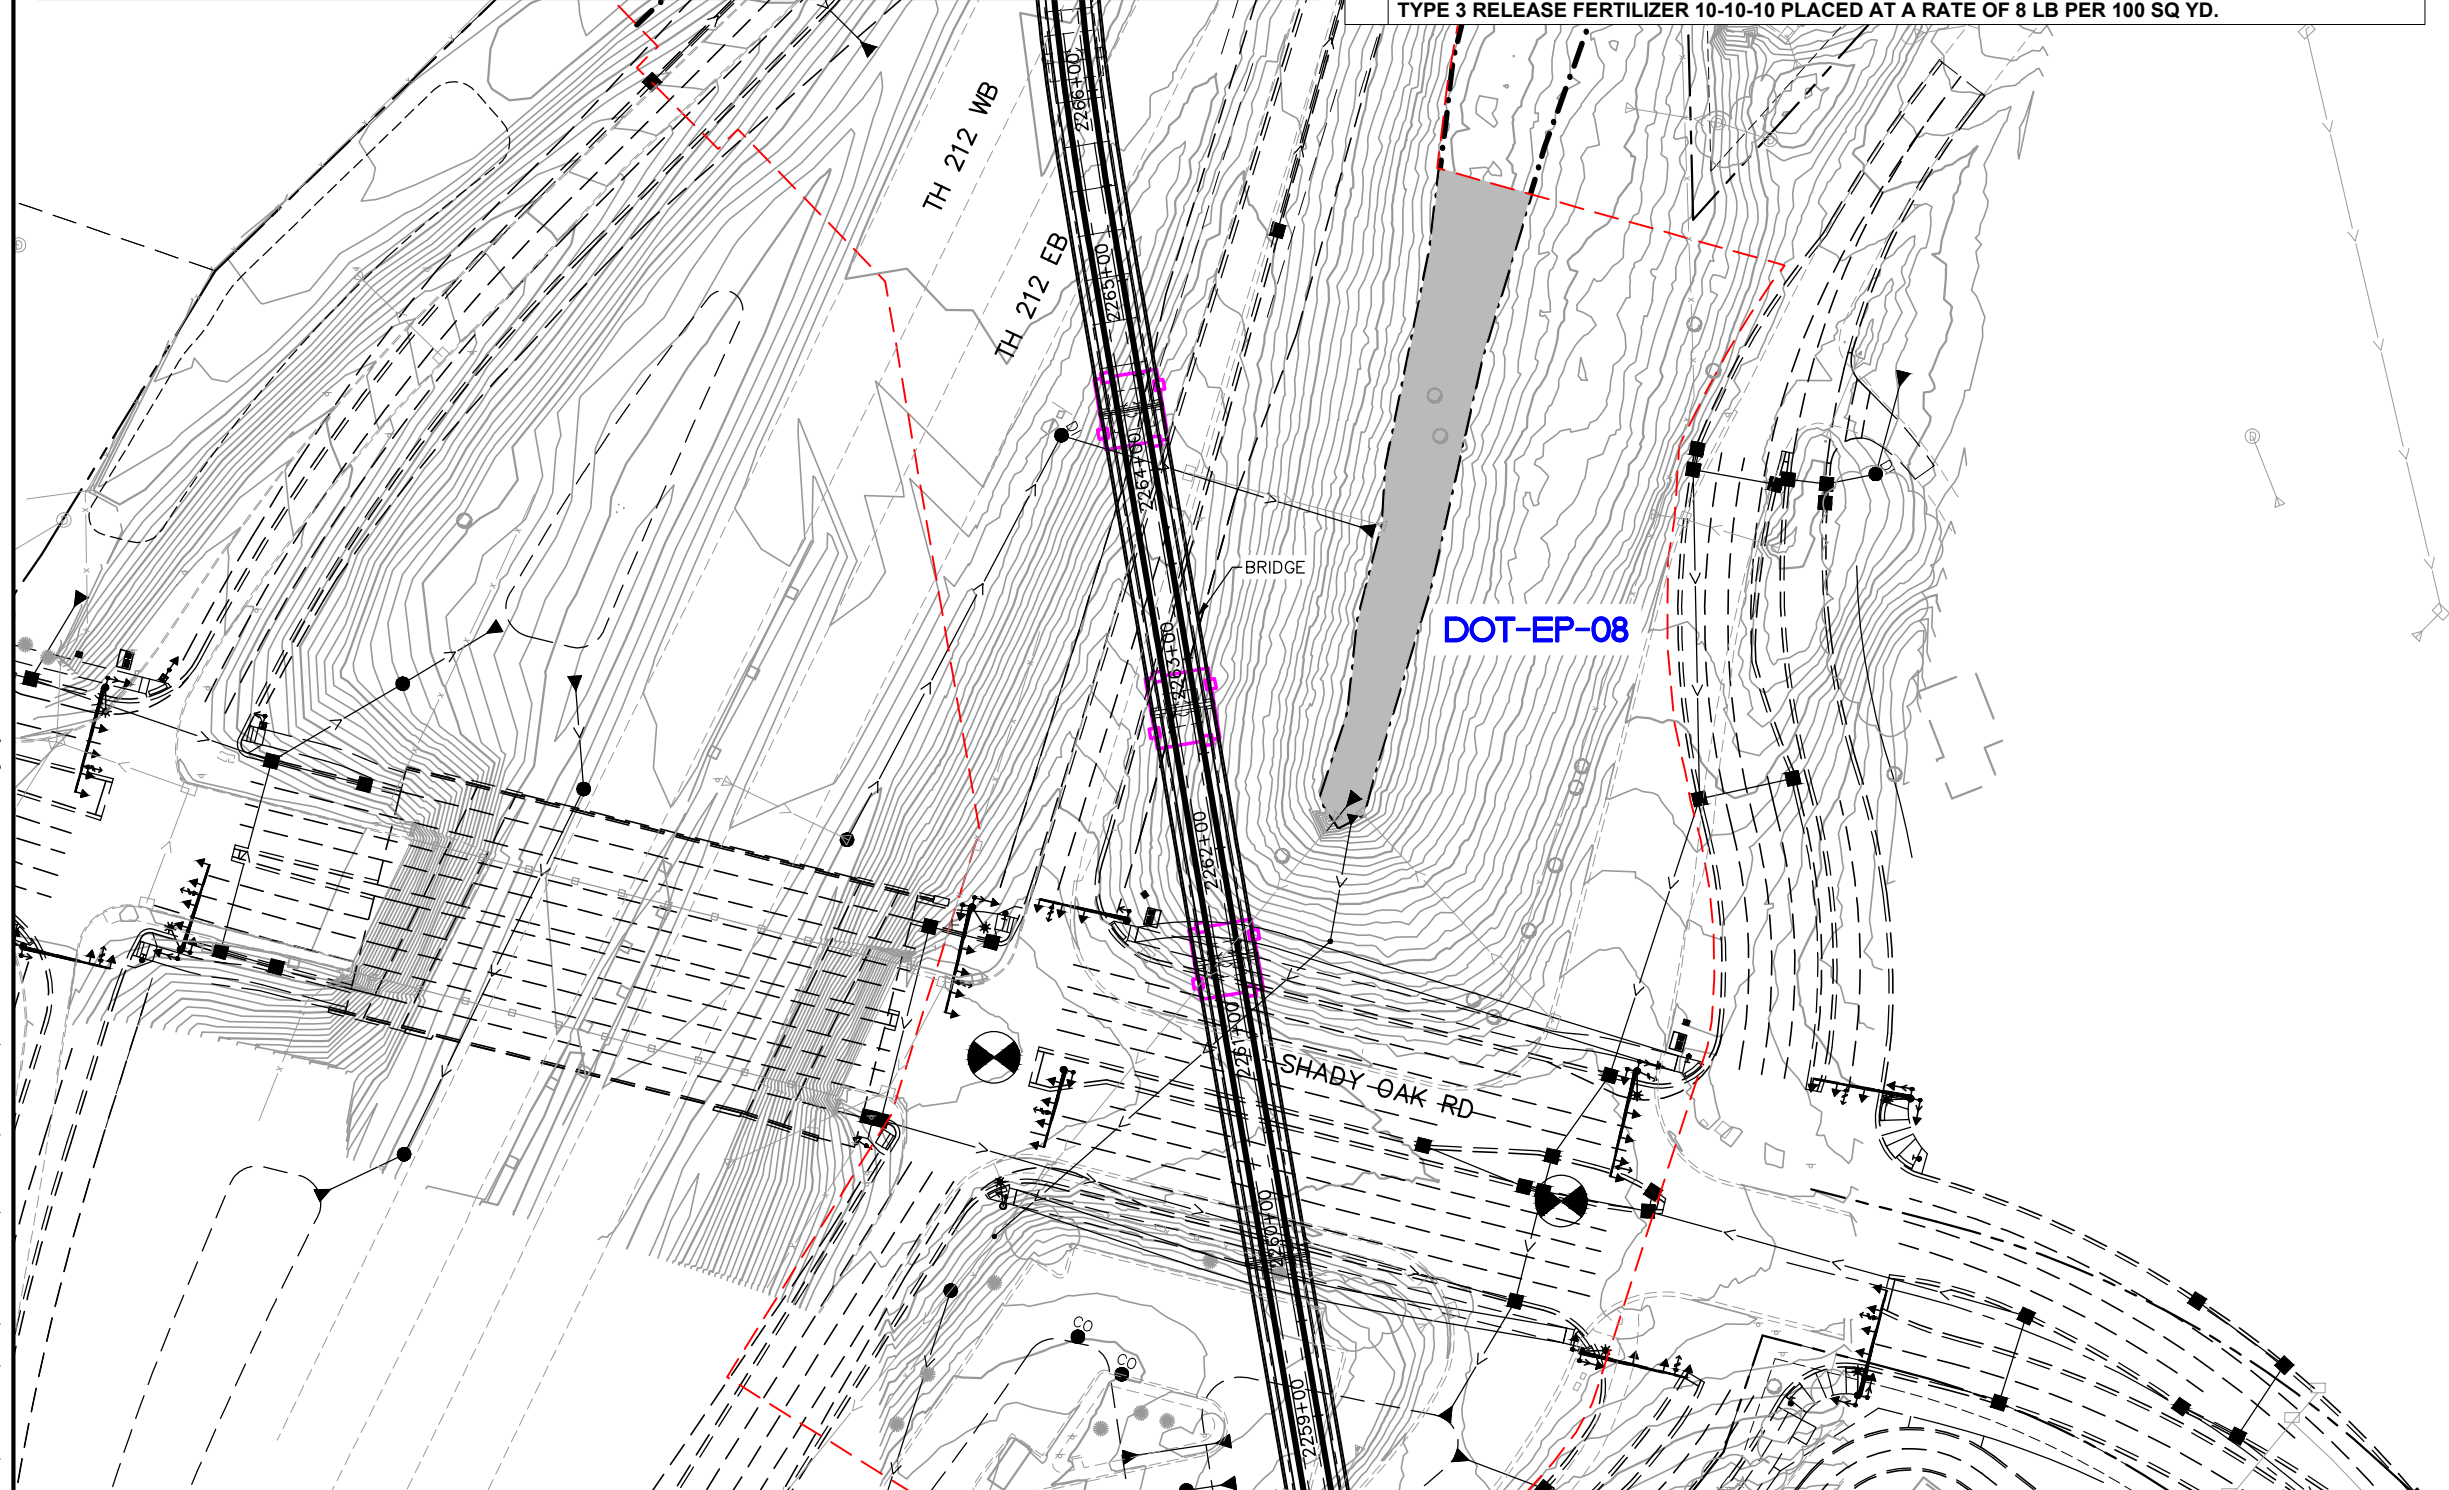 TYPE 3 RELEASE FERTILIZER 10-10-10 PLACED AT A RATE OF 8 LB PER 100 SQ YD.
2266+00
TH 212 WB
TH 212 EB
2265+00
2264+00
BRIDGE
DOT-EP-08
2263+00
2262+00
2261+00
SHADY OAK RD
2260+00
CO
CO
2259+00